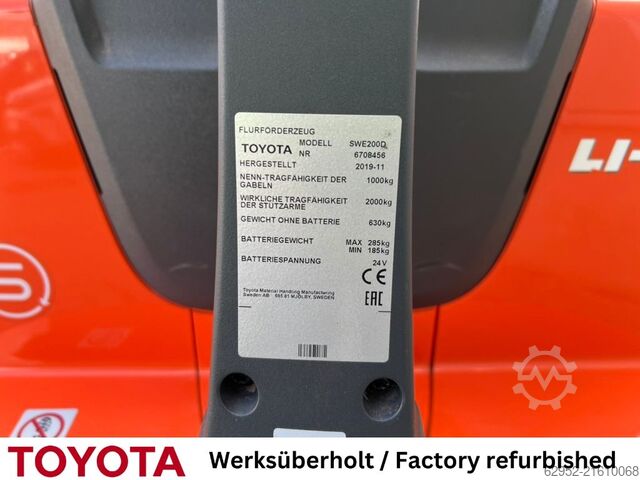 FLURFÖRDERZEUG
TOYOTA MODELL SWE200D
NR 6708456
HERGESTELLT 2019-11
NENN-TRAGFÄHIGKEIT DER GABELN 1000kg
WIRKLICHE TRAGFÄHIGKEIT DER STÜTZARME 2000kg
GEWICHT OHNE BATTERIE 630kg
BATTERIEGEWICHT MAX 285kg
MIN 185kg
BATTERIESPANNUNG 24V
CE
EAC
Toyota Material Handling Manufacturing
Sweden AB 595 81 MJÖLBY, SWEDEN
LI-
S
TOYOTA Werksüberholt / Factory refurbished
62952-21610068